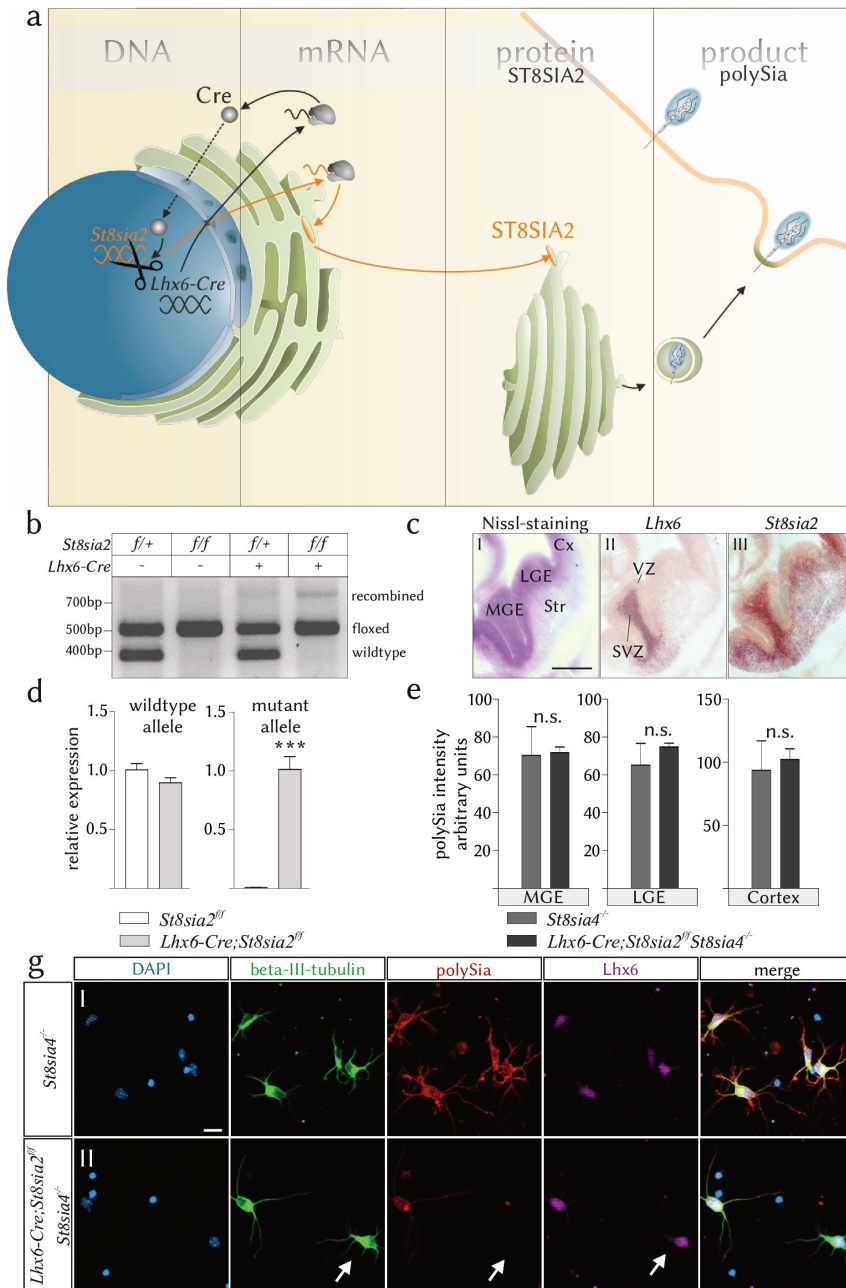 a
DNA mRNA protein product
ST8SIA2 polySia
Cre
St8sia2
Lhx6-Cre
ST8SIA2
b
St8sia2 f/+ f/f f/+ f/f
Lhx6-Cre - - + +
700bp
500bp
400bp
recombined
floxed
wildtype
c
Nissl-staining Lhx6 St8sia2
I Cx II III
LGE VZ
MGE Str
SVZ
d
relative expression
wildtype allele
1.5
1.0
0.5
mutant allele
1.5
1.0
0.5
***
St8sia2f/f
Lhx6-Cre;St8sia2f/f
e
polySia intensity
arbitrary units
100
80
60
40
20
0
n.s.
MGE
100
80
60
40
20
0
n.s.
LGE
150
100
50
0
n.s.
Cortex
St8sia4-/-
Lhx6-Cre;St8sia2f/fSt8sia4-/-
g
DAPI beta-III-tubulin polySia Lhx6 merge
I
St8sia4-/-
II
Lhx6-Cre;St8sia2f/f
St8sia4-/-